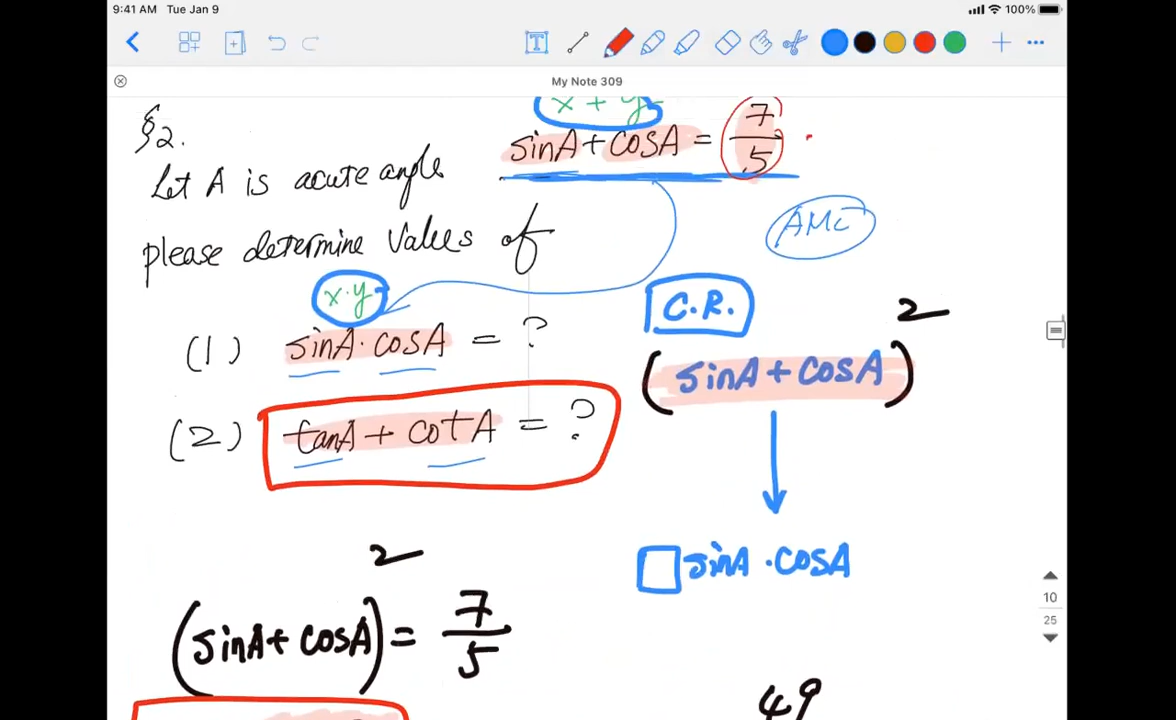 9:41 AM Tue Jan 9
100%
My Note 309
x + y
§2.
sinA + cosA = 7/5 .
Let A is acute angle
AMC
please determine Values of
x·y
C.R.
(1) sinA · cosA = ?
(sinA + cosA)²
(2) tanA + cotA = ?
□ sinA · cosA
(sinA + cosA)² = 7/5
10
25
49